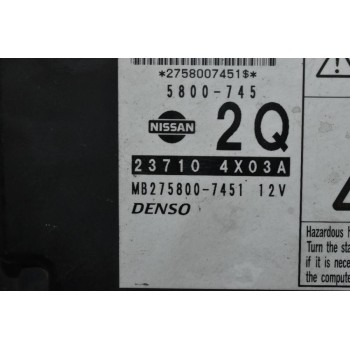 *2758007451$*
5800-745
NISSAN
2Q
23710 4X03A
MB275800-7451 12V
DENSO
Hazardous
Turn the sta
if it is nece
the compute